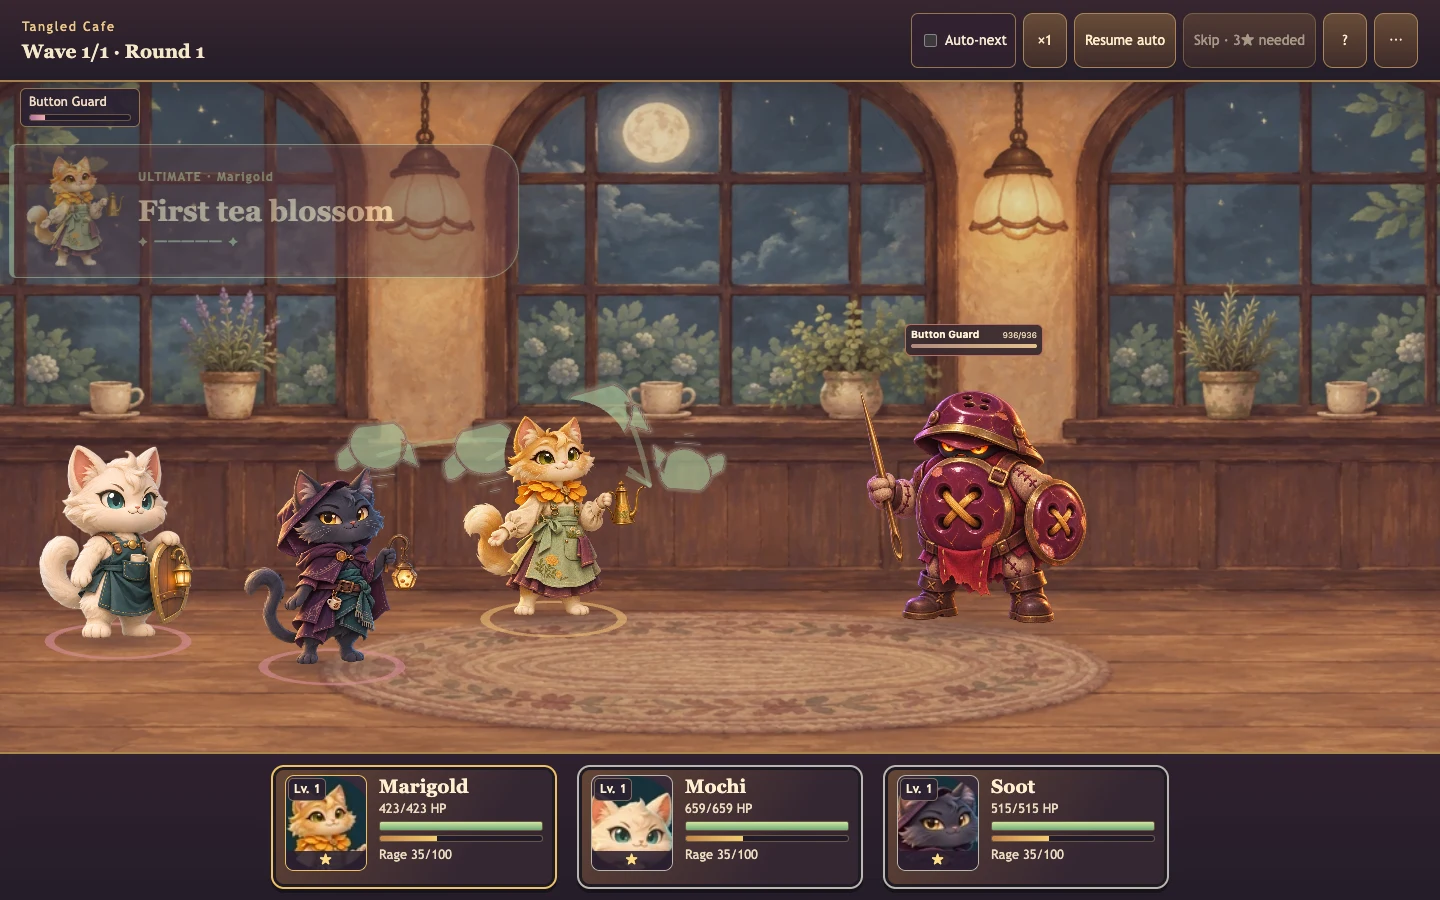 Tangled Cafe
Wave 1/1 · Round 1
Auto-next
×1
Resume auto
Skip · 3★ needed
?
···
Button Guard
ULTIMATE · Marigold
First tea blossom
Button Guard 936/936
Lv. 1
Marigold
423/423 HP
Rage 35/100
Lv. 1
Mochi
659/659 HP
Rage 35/100
Lv. 1
Soot
515/515 HP
Rage 35/100